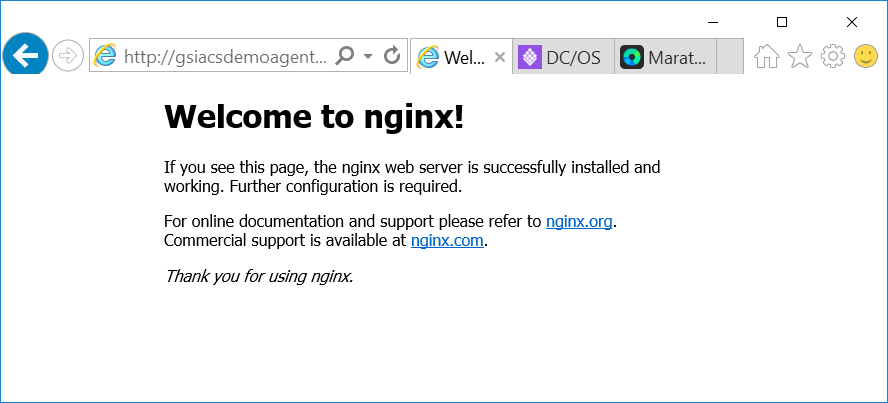 http://gsiacsdemoagent...
Wel...
DC/OS
Marat...
Welcome to nginx!
If you see this page, the nginx web server is successfully installed and
working. Further configuration is required.
For online documentation and support please refer to nginx.org.
Commercial support is available at nginx.com.
Thank you for using nginx.